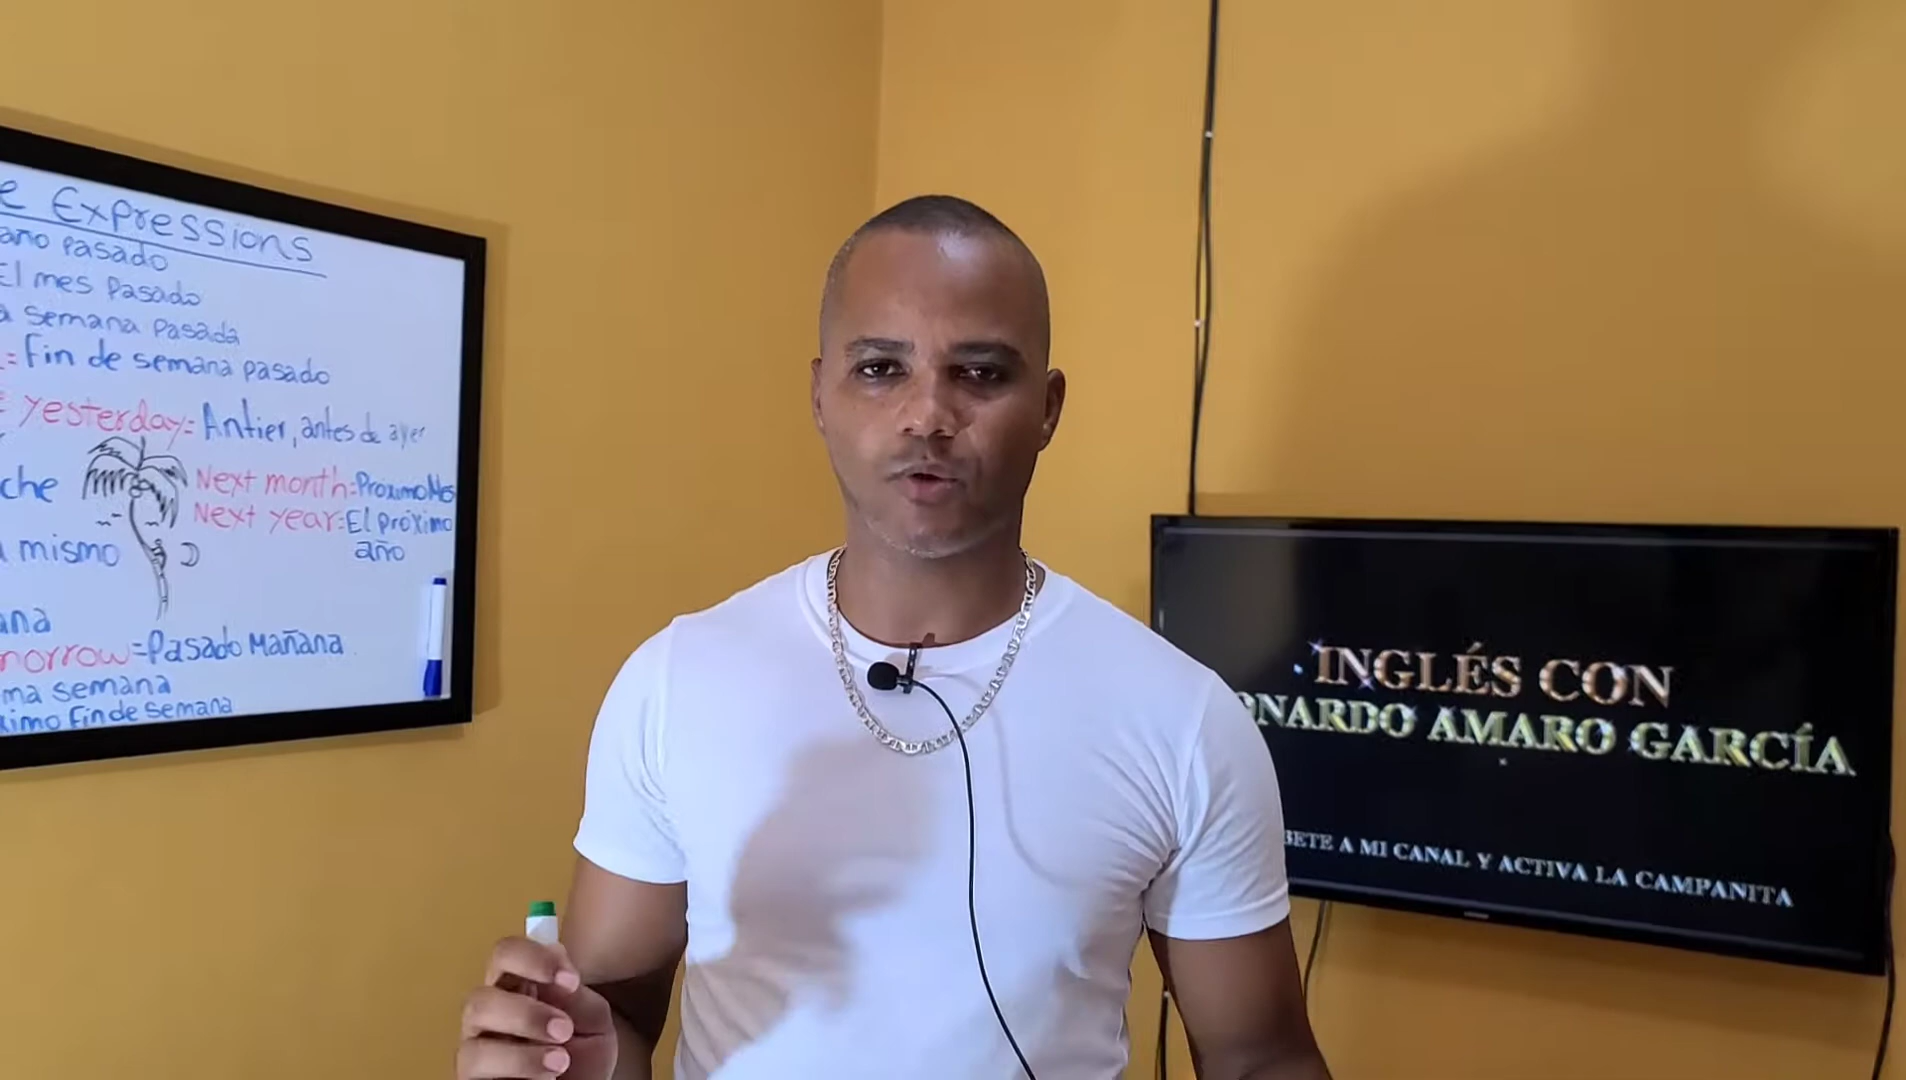 e Expressions
año pasado
El mes pasado
a semana pasada
= Fin de semana pasado
yesterday= Antier, antes de ayer
che
Next month=Próximo Mes
Next year=El próximo
año
mismo
ana
morrow=Pasado Mañana
ma semana
ximo fin de semana
INGLÉS CON
ONARDO AMARO GARCÍA
BETE A MI CANAL Y ACTIVA LA CAMPANITA